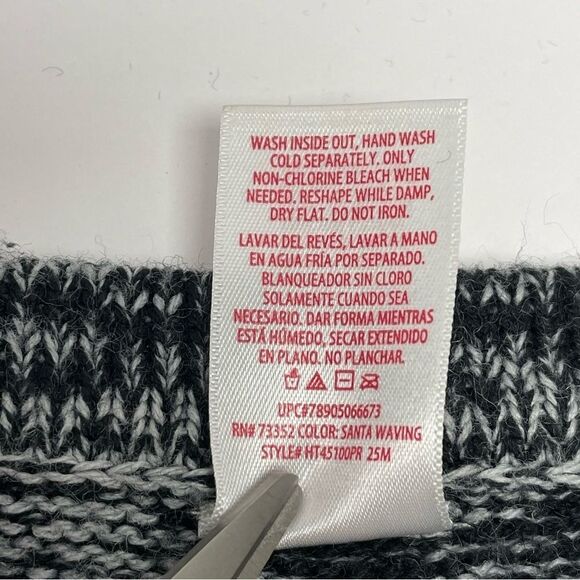 WASH INSIDE OUT, HAND WASH
COLD SEPARATELY. ONLY
NON-CHLORINE BLEACH WHEN
NEEDED. RESHAPE WHILE DAMP,
DRY FLAT. DO NOT IRON.
LAVAR DEL REVÉS, LAVAR A MANO
EN AGUA FRÍA POR SEPARADO.
BLANQUEADOR SIN CLORO
SOLAMENTE CUANDO SEA
NECESARIO. DAR FORMA MIENTRAS
ESTÁ HÚMEDO, SECAR EXTENDIDO
EN PLANO. NO PLANCHAR.
UPC#78905066673
RN# 73352 COLOR: SANTA WAVING
STYLE# HT45100PR 25M